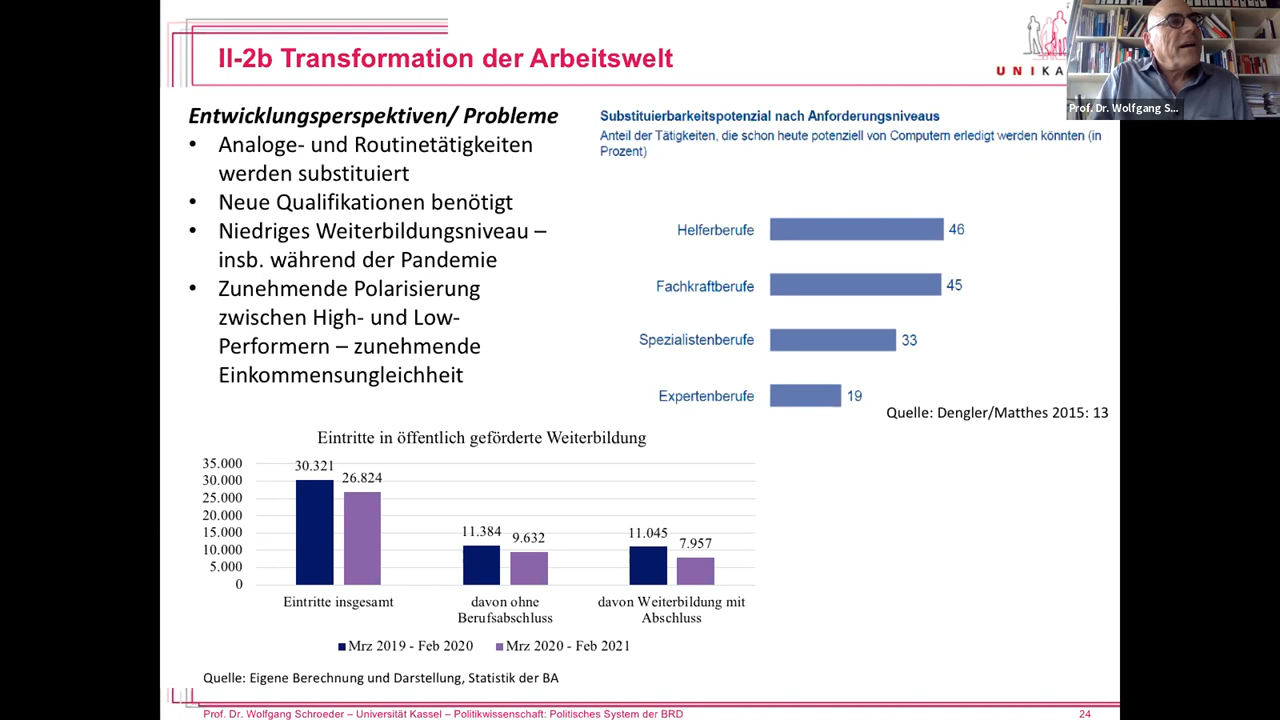 II-2b Transformation der Arbeitswelt
UNIKA
Prof. Dr. Wolfgang S...
Entwicklungsperspektiven/ Probleme
• Analoge- und Routinetätigkeiten
werden substituiert
• Neue Qualifikationen benötigt
• Niedriges Weiterbildungsniveau –
insb. während der Pandemie
• Zunehmende Polarisierung
zwischen High- und Low-
Performern – zunehmende
Einkommensungleichheit
Substituierbarkeitspotenzial nach Anforderungsniveaus
Anteil der Tätigkeiten, die schon heute potenziell von Computern erledigt werden könnten (in
Prozent)
Helferberufe 46
Fachkraftberufe 45
Spezialistenberufe 33
Expertenberufe 19
Quelle: Dengler/Matthes 2015: 13
Eintritte in öffentlich geförderte Weiterbildung
35.000
30.000
25.000
20.000
15.000
10.000
5.000
0
30.321
26.824
11.384
9.632
11.045
7.957
Eintritte insgesamt
davon ohne
Berufsabschluss
davon Weiterbildung mit
Abschluss
Mrz 2019 - Feb 2020
Mrz 2020 - Feb 2021
Quelle: Eigene Berechnung und Darstellung, Statistik der BA
Prof. Dr. Wolfgang Schroeder – Universität Kassel – Politikwissenschaft: Politisches System der BRD
24